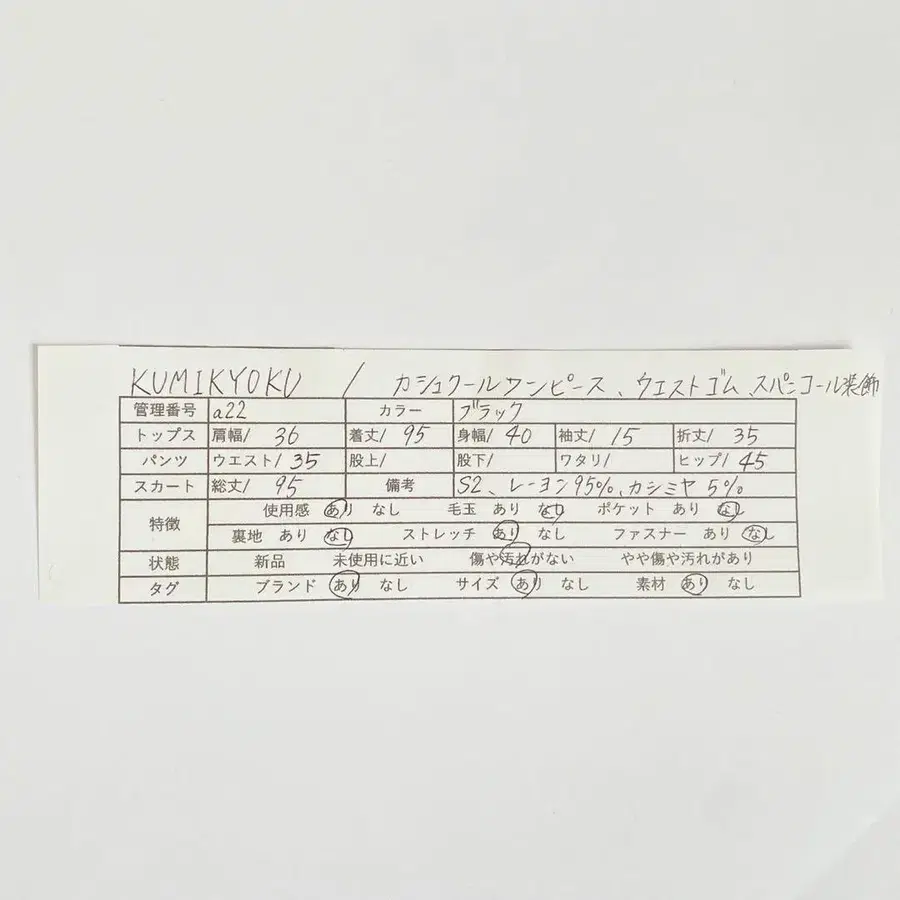 KUMIKYOKU / カシュクールワンピース、ウエストゴム、スパンコール装飾
管理番号 a22 カラー ブラック
トップス 肩幅/ 36 着丈/ 95 身幅/ 40 袖丈/ 15 裄丈/ 35
パンツ ウエスト/ 35 股上/ 股下/ ワタリ/ ヒップ/ 45
スカート 総丈/ 95 備考 S2、レーヨン95%、カシミヤ5%
特徴 使用感 あり なし 毛玉 あり なし ポケット あり なし
裏地 あり なし ストレッチ あり なし ファスナー あり なし
状態 新品 未使用に近い 傷や汚れがない やや傷や汚れがあり
タグ ブランド あり なし サイズ あり なし 素材 あり なし